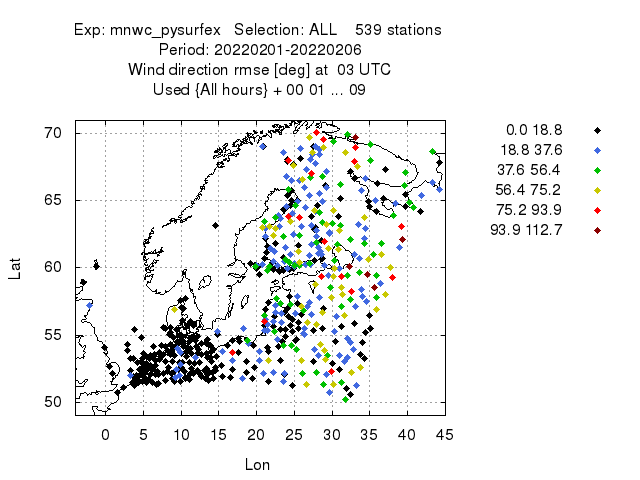 Exp: mnwc_pysurfex   Selection: ALL    539 stations
Period: 20220201-20220206
Wind direction rmse [deg] at  03 UTC
Used {All hours} + 00 01 ... 09
70
65
60
55
50
Lat
0 5 10 15 20 25 30 35 40 45
Lon
0.0 18.8
18.8 37.6
37.6 56.4
56.4 75.2
75.2 93.9
93.9 112.7